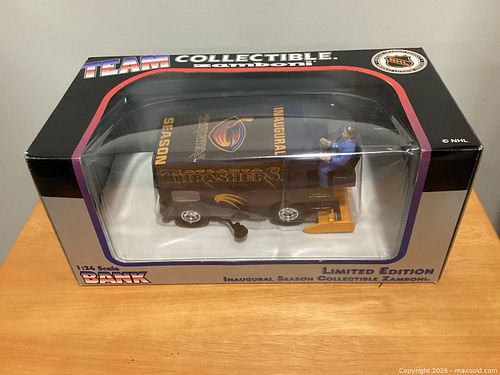 TEAM COLLECTIBLE.
zamboni
NHL
© NHL
INAUGURAL
SEASON
ATLANTA
THRASHERS
1:24 Scale
BANK
LIMITED EDITION
INAUGURAL SEASON COLLECTIBLE ZAMBONI.
Copyright 2026 - maxsold.com